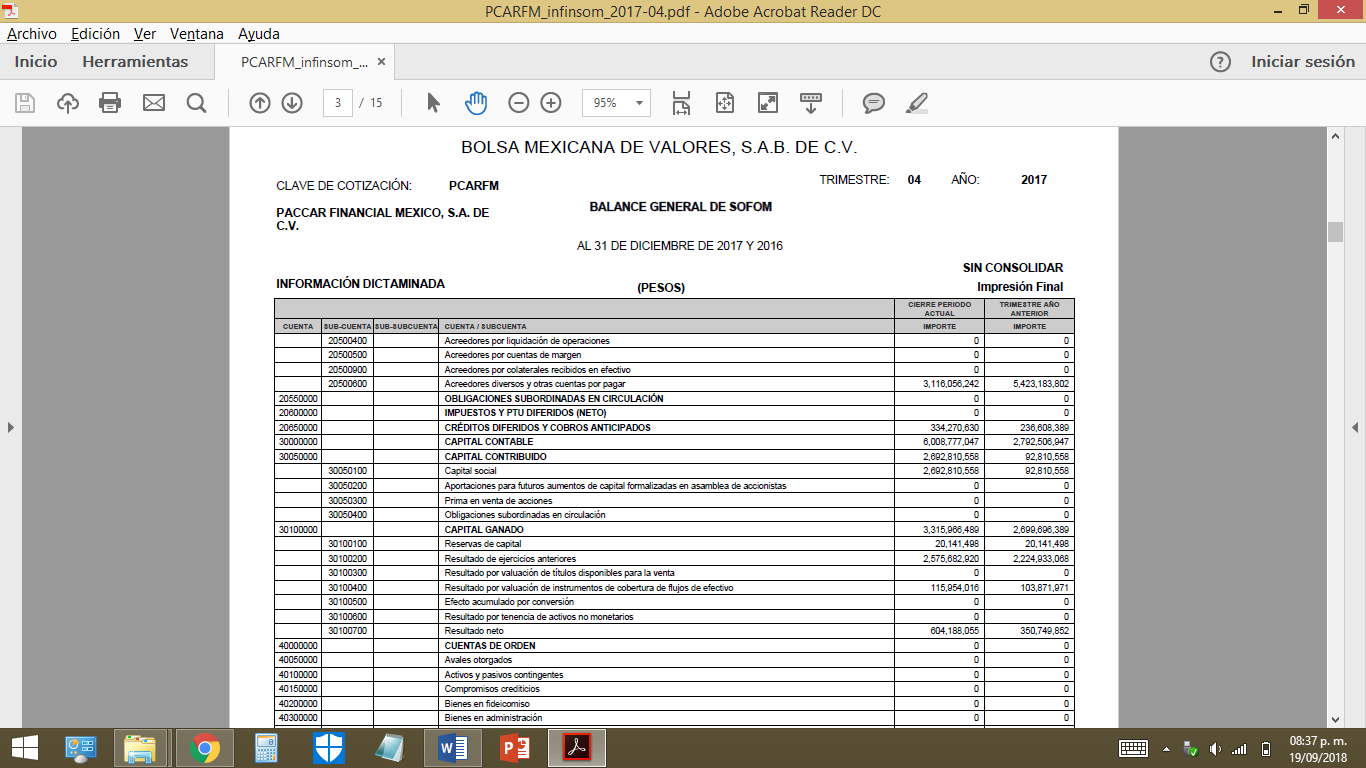 PCARFM_infinsom_2017-04.pdf - Adobe Acrobat Reader DC
Archivo Edición Ver Ventana Ayuda
Inicio Herramientas PCARFM_infinsom_... × ? Iniciar sesión
3 / 15 95%
BOLSA MEXICANA DE VALORES, S.A.B. DE C.V.
CLAVE DE COTIZACIÓN: PCARFM TRIMESTRE: 04 AÑO: 2017
PACCAR FINANCIAL MEXICO, S.A. DE
C.V.
BALANCE GENERAL DE SOFOM
AL 31 DE DICIEMBRE DE 2017 Y 2016
SIN CONSOLIDAR
INFORMACIÓN DICTAMINADA (PESOS) Impresión Final
CIERRE PERIODO ACTUAL TRIMESTRE AÑO ANTERIOR
CUENTA SUB-CUENTA SUB-SUBCUENTA CUENTA / SUBCUENTA IMPORTE IMPORTE
20500400 Acreedores por liquidación de operaciones 0 0
20500500 Acreedores por cuentas de margen 0 0
20500900 Acreedores por colaterales recibidos en efectivo 0 0
20500600 Acreedores diversos y otras cuentas por pagar 3,116,056,242 5,423,183,802
20550000 OBLIGACIONES SUBORDINADAS EN CIRCULACIÓN 0 0
20600000 IMPUESTOS Y PTU DIFERIDOS (NETO) 0 0
20650000 CRÉDITOS DIFERIDOS Y COBROS ANTICIPADOS 334,270,630 236,608,389
30000000 CAPITAL CONTABLE 6,008,777,047 2,792,506,947
30050000 CAPITAL CONTRIBUIDO 2,692,810,558 92,810,558
30050100 Capital social 2,692,810,558 92,810,558
30050200 Aportaciones para futuros aumentos de capital formalizadas en asamblea de accionistas 0 0
30050300 Prima en venta de acciones 0 0
30050400 Obligaciones subordinadas en circulación 0 0
30100000 CAPITAL GANADO 3,315,966,489 2,699,696,389
30100100 Reservas de capital 20,141,498 20,141,498
30100200 Resultado de ejercicios anteriores 2,575,682,920 2,224,933,068
30100300 Resultado por valuación de títulos disponibles para la venta 0 0
30100400 Resultado por valuación de instrumentos de cobertura de flujos de efectivo 115,954,016 103,871,971
30100500 Efecto acumulado por conversión 0 0
30100600 Resultado por tenencia de activos no monetarios 0 0
30100700 Resultado neto 604,188,055 350,749,852
40000000 CUENTAS DE ORDEN 0 0
40050000 Avales otorgados 0 0
40100000 Activos y pasivos contingentes 0 0
40150000 Compromisos crediticios 0 0
40200000 Bienes en fideicomiso 0 0
40300000 Bienes en administración 0 0
08:37 p. m.
19/09/2018